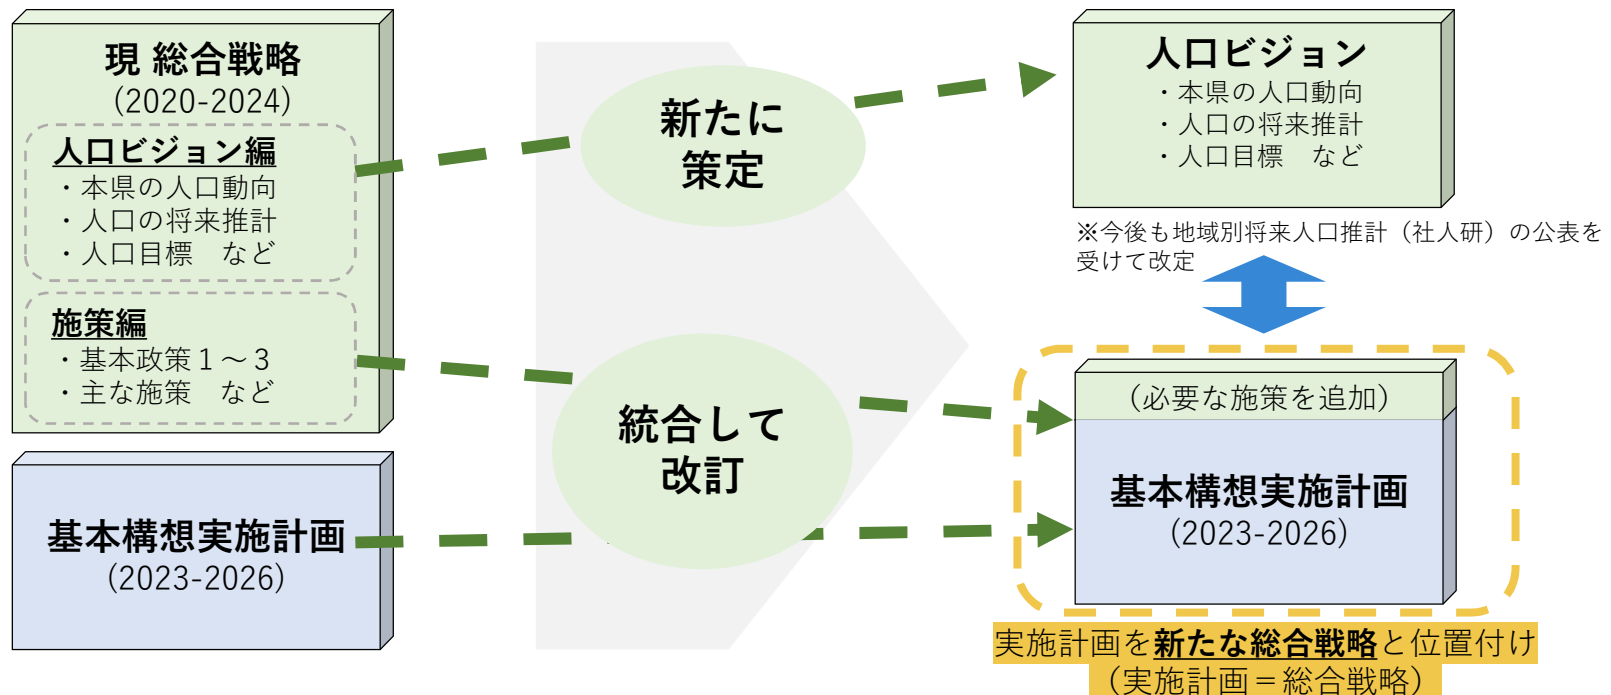 現 総合戦略
(2020-2024)
人口ビジョン編
・本県の人口動向
・人口の将来推計
・人口目標　など
施策編
・基本政策１～３
・主な施策　など
基本構想実施計画
(2023-2026)
新たに
策定
統合して
改訂
人口ビジョン
・本県の人口動向
・人口の将来推計
・人口目標　など
※今後も地域別将来人口推計（社人研）の公表を
受けて改定
（必要な施策を追加）
基本構想実施計画
(2023-2026)
実施計画を新たな総合戦略と位置付け
（実施計画＝総合戦略）